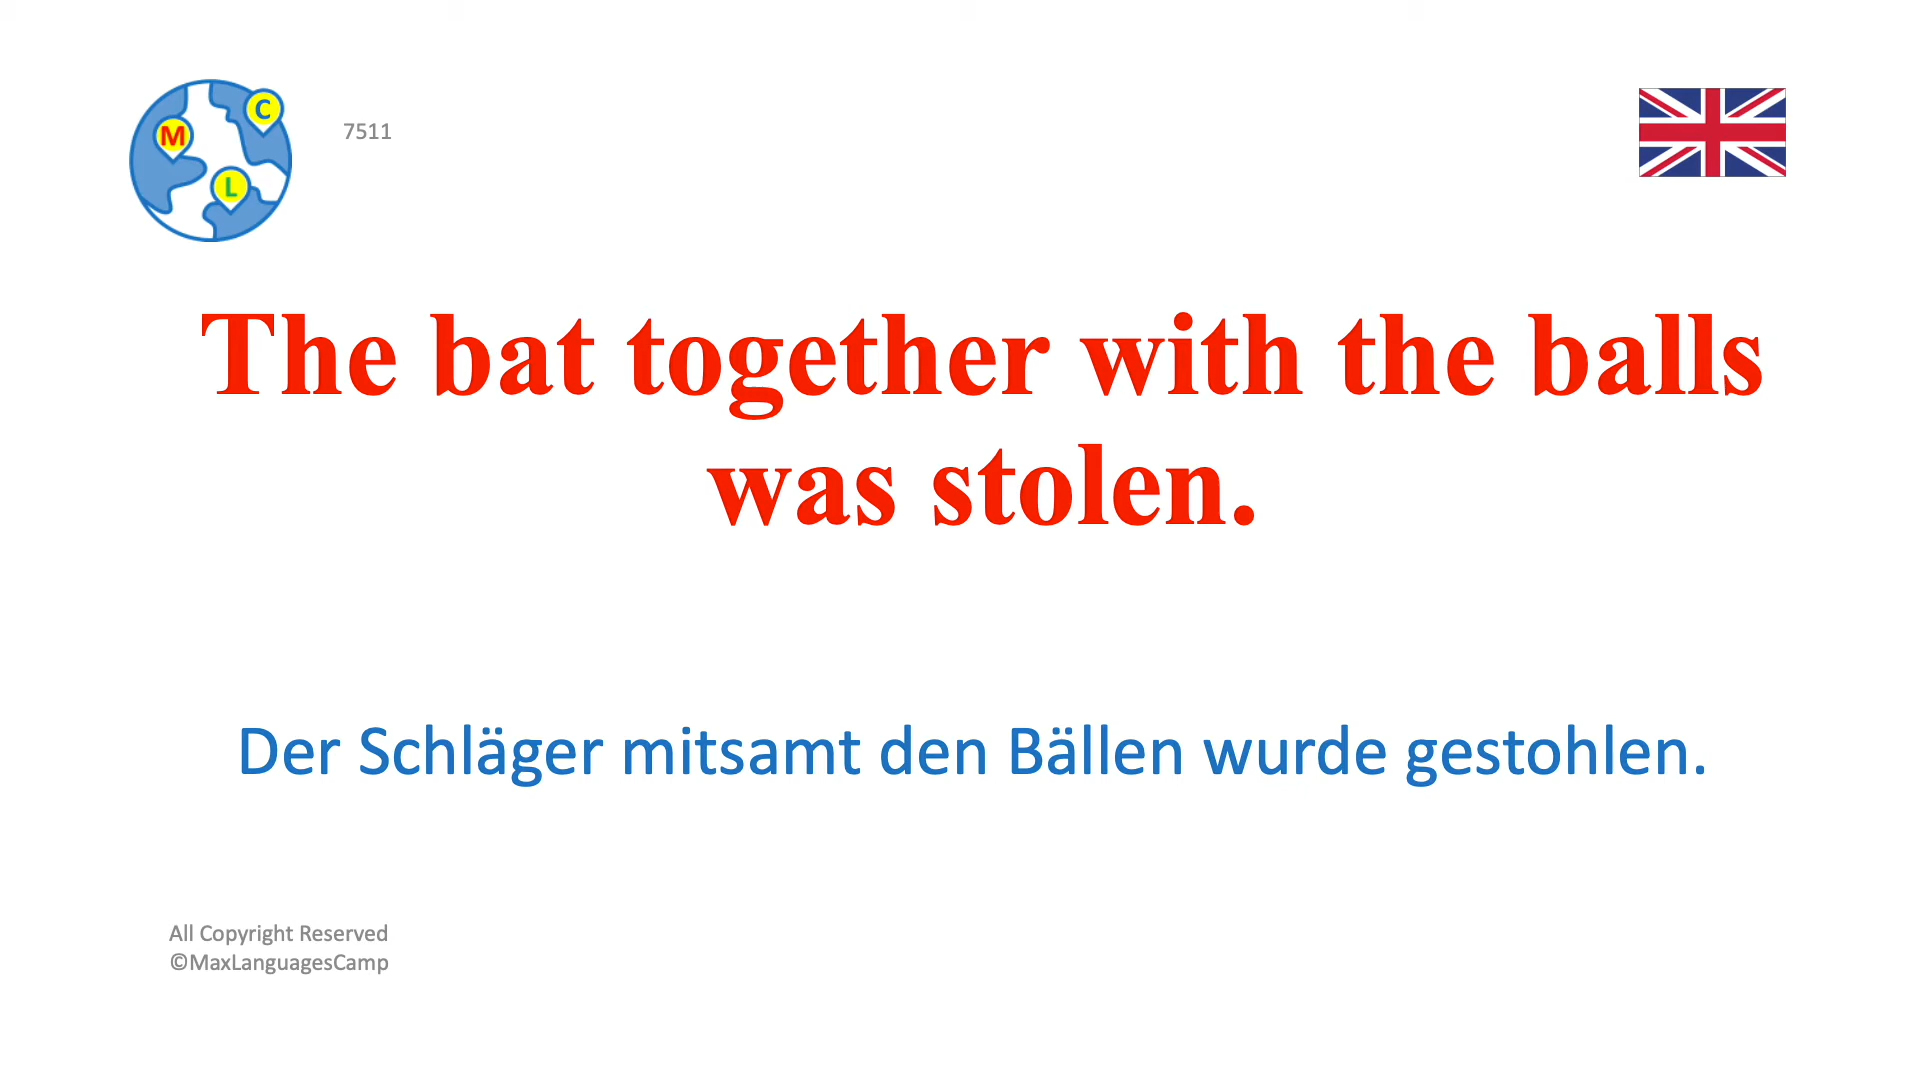 M
C
L
7511
The bat together with the balls
was stolen.
Der Schläger mitsamt den Bällen wurde gestohlen.
All Copyright Reserved
©MaxLanguagesCamp